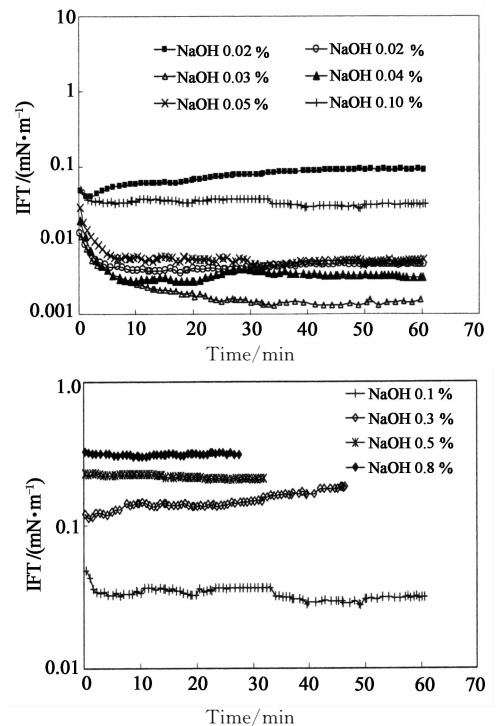 10
NaOH 0.02 % NaOH 0.02 %
NaOH 0.03 % NaOH 0.04 %
NaOH 0.05 % NaOH 0.10 %
1
0.1
0.01
0.001
IFT/(mN•m⁻¹)
0 10 20 30 40 50 60 70
Time/min
1.0
NaOH 0.1 %
NaOH 0.3 %
NaOH 0.5 %
NaOH 0.8 %
0.1
0.01
IFT/(mN•m⁻¹)
0 10 20 30 40 50 60 70
Time/min